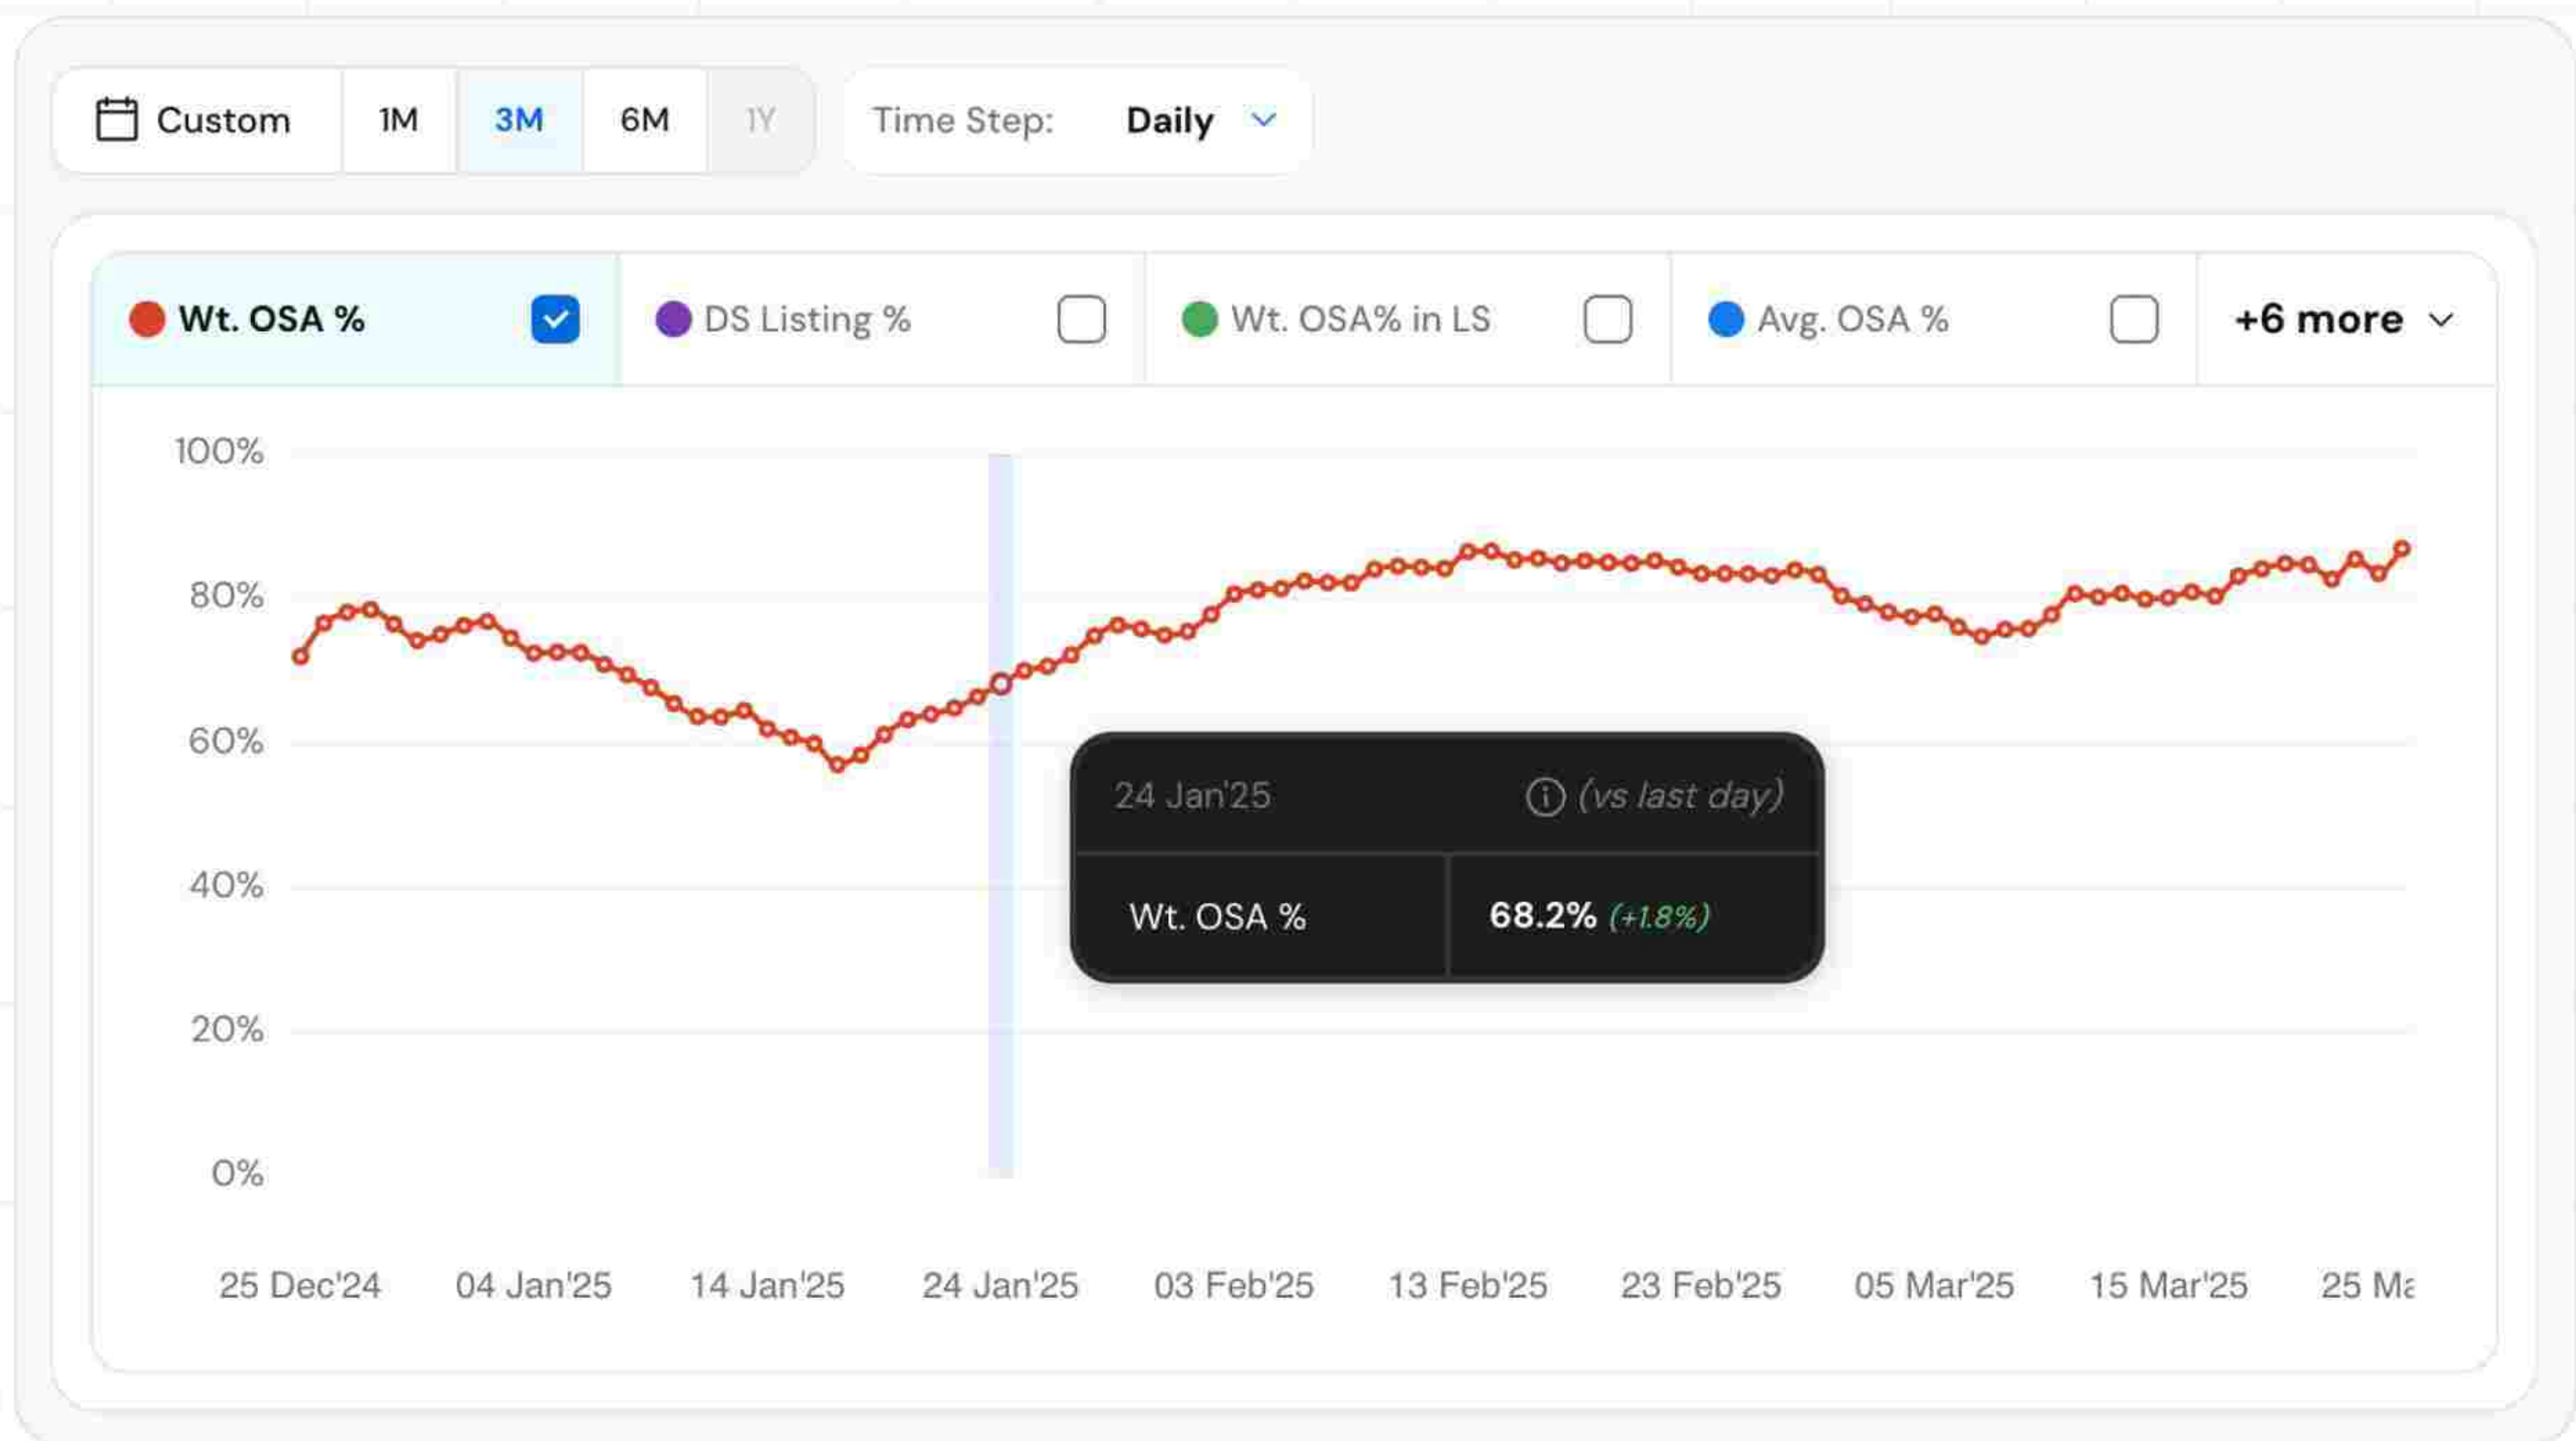 Custom 1M 3M 6M 1Y Time Step: Daily
Wt. OSA % DS Listing % Wt. OSA% in LS Avg. OSA % +6 more
100%
80%
60%
24 Jan'25 (vs last day)
40%
Wt. OSA % 68.2% (+1.8%)
20%
0%
25 Dec'24 04 Jan'25 14 Jan'25 24 Jan'25 03 Feb'25 13 Feb'25 23 Feb'25 05 Mar'25 15 Mar'25 25 Ma